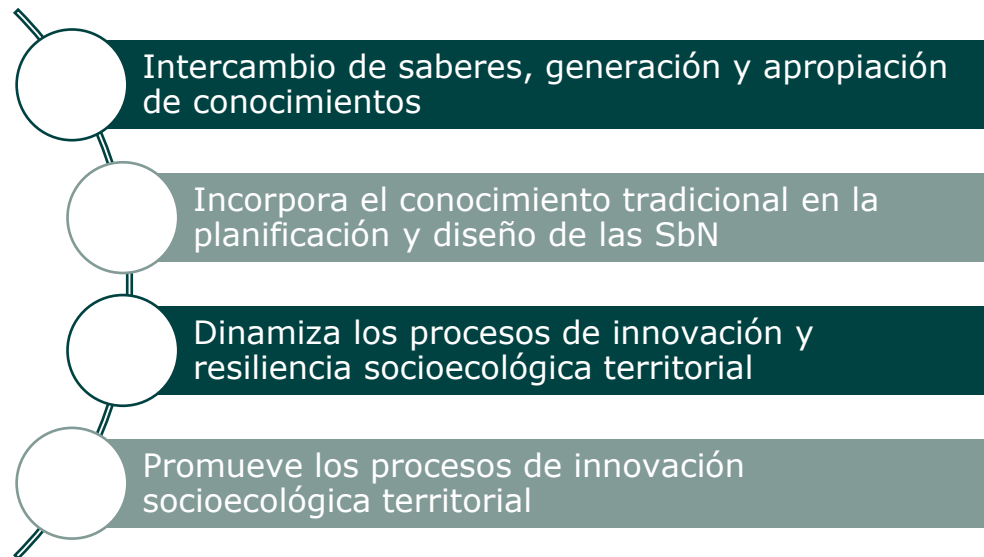 Intercambio de saberes, generación y apropiación
de conocimientos
Incorpora el conocimiento tradicional en la
planificación y diseño de las SbN
Dinamiza los procesos de innovación y
resiliencia socioecológica territorial
Promueve los procesos de innovación
socioecológica territorial